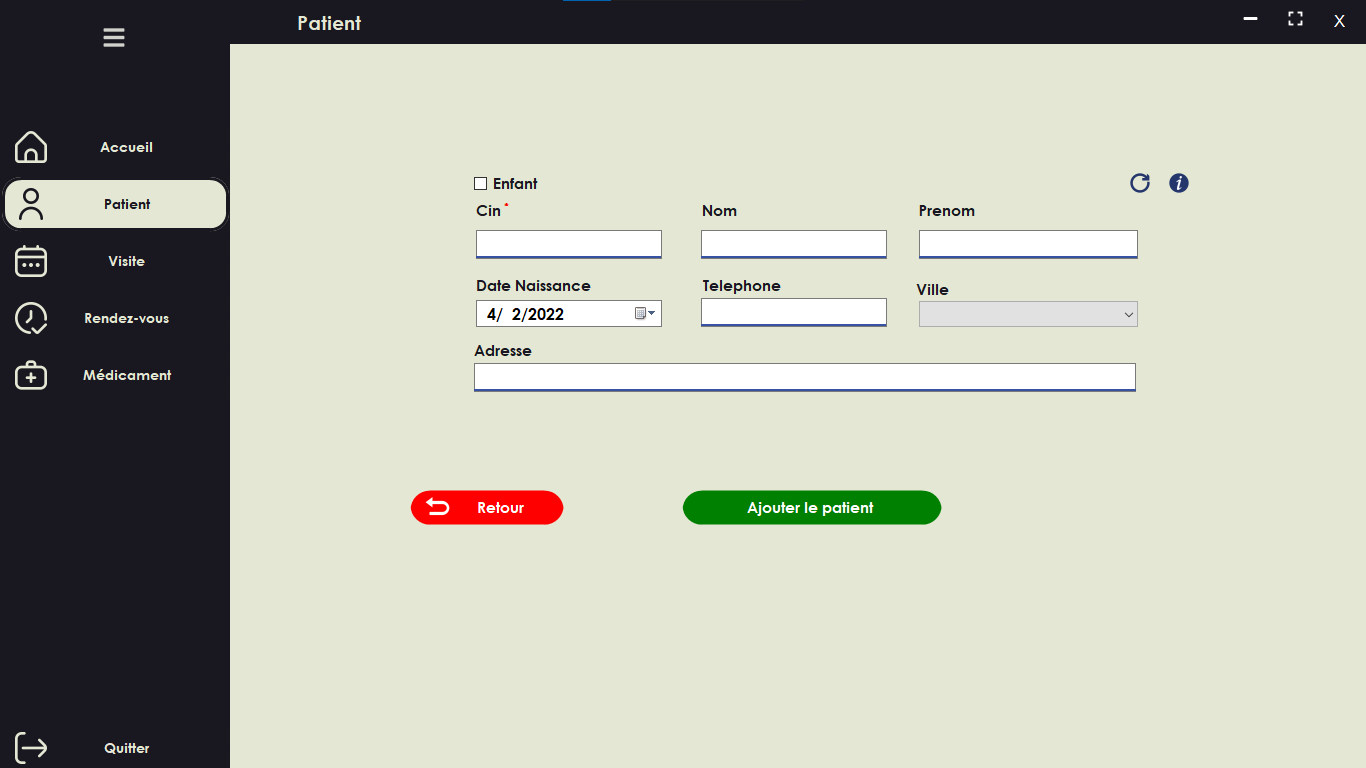 Patient
X
Accueil
Patient
Visite
Rendez-vous
Médicament
Quitter
Enfant
Cin *
Nom
Prenom
Date Naissance
Telephone
Ville
4/ 2/2022
Adresse
Retour
Ajouter le patient